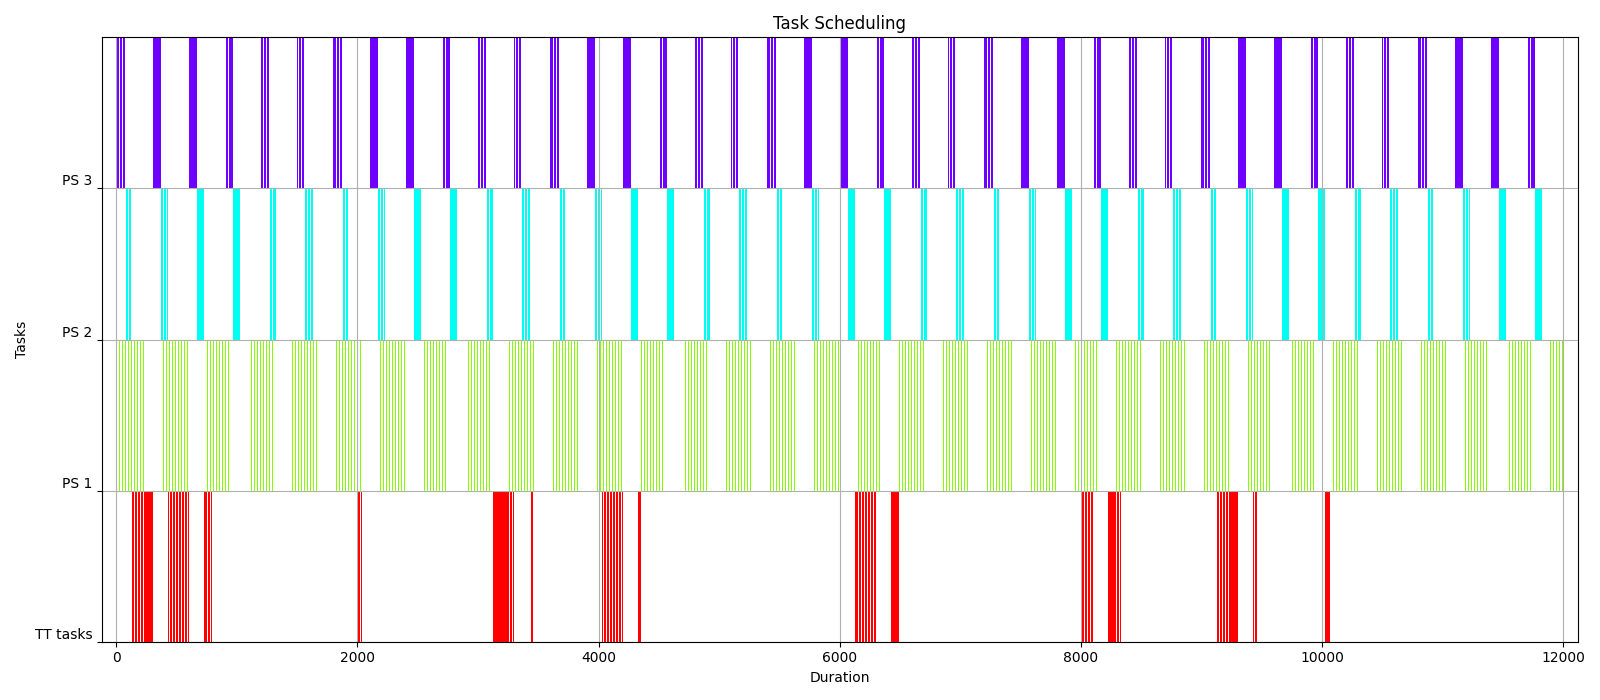 Task Scheduling
PS 3
PS 2
PS 1
TT tasks
Tasks
0 2000 4000 6000 8000 10000 12000
Duration